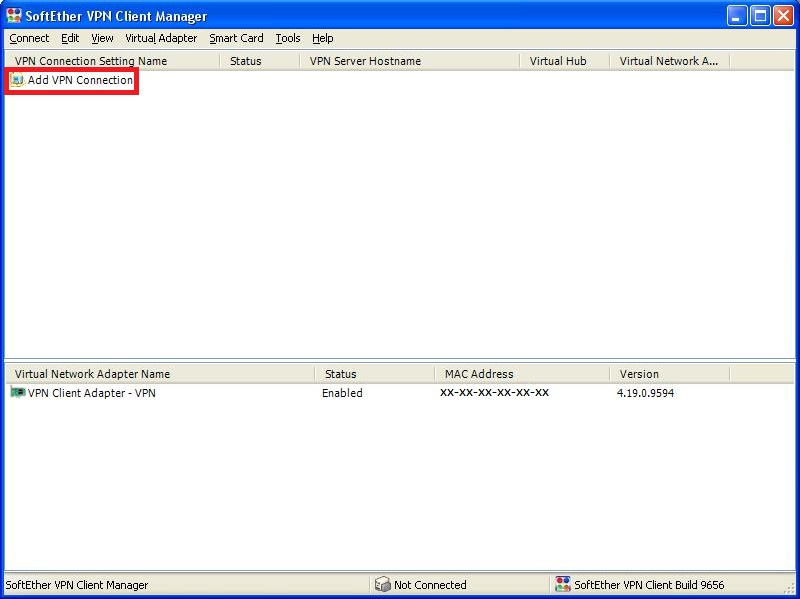 SoftEther VPN Client Manager
Connect Edit View Virtual Adapter Smart Card Tools Help
VPN Connection Setting Name Status VPN Server Hostname Virtual Hub Virtual Network A...
Add VPN Connection
Virtual Network Adapter Name Status MAC Address Version
VPN Client Adapter - VPN Enabled XX-XX-XX-XX-XX-XX 4.19.0.9594
SoftEther VPN Client Manager Not Connected SoftEther VPN Client Build 9656